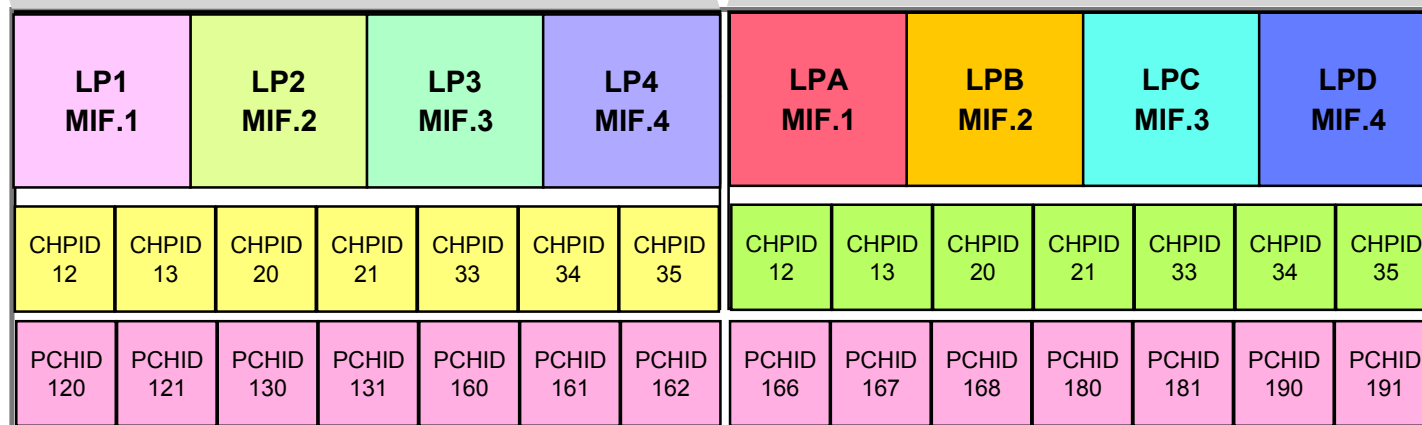 LP1 LP2 LP3 LP4 LPA LPB LPC LPD
MIF.1 MIF.2 MIF.3 MIF.4 MIF.1 MIF.2 MIF.3 MIF.4
CHPID CHPID CHPID CHPID CHPID CHPID CHPID CHPID CHPID CHPID CHPID CHPID CHPID CHPID
12 13 20 21 33 34 35 12 13 20 21 33 34 35
PCHID PCHID PCHID PCHID PCHID PCHID PCHID PCHID PCHID PCHID PCHID PCHID PCHID PCHID
120 121 130 131 160 161 162 166 167 168 180 181 190 191